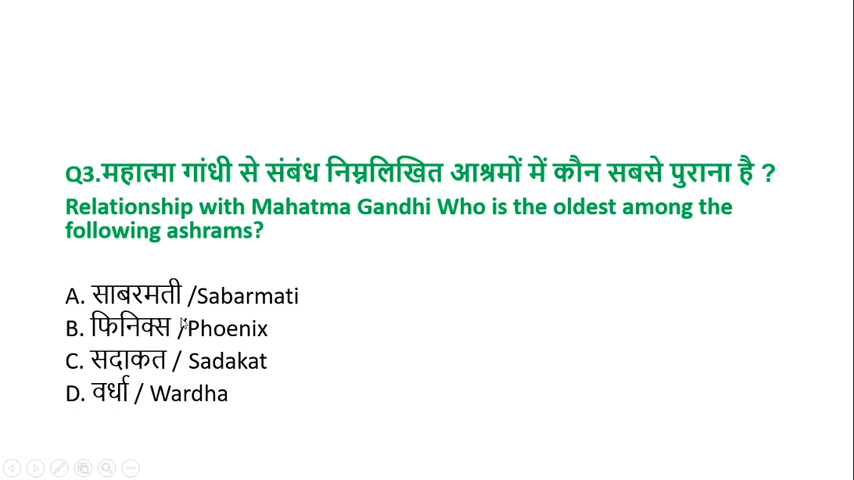 Q3.महात्मा गांधी से संबंध निम्नलिखित आश्रमों में कौन सबसे पुराना है ?
Relationship with Mahatma Gandhi Who is the oldest among the
following ashrams?
A. साबरमती /Sabarmati
B. फिनिक्स /Phoenix
C. सदाकत / Sadakat
D. वर्धा / Wardha